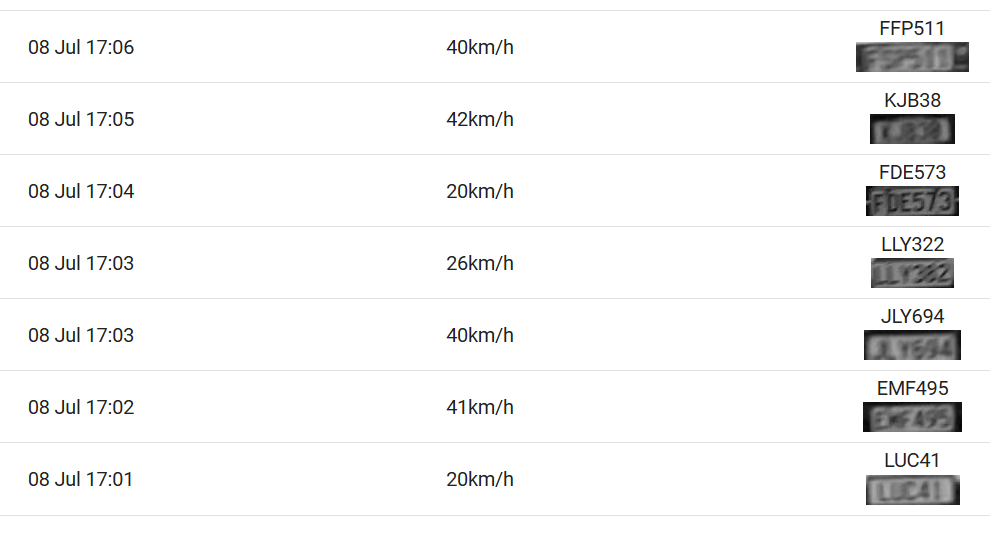 FFP511
08 Jul 17:06 40km/h
KJB38
08 Jul 17:05 42km/h
FDE573
08 Jul 17:04 20km/h
FDE573
LLY322
08 Jul 17:03 26km/h
JLY694
08 Jul 17:03 40km/h
JLY694
EMF495
08 Jul 17:02 41km/h
EMF495
LUC41
08 Jul 17:01 20km/h
LUC41